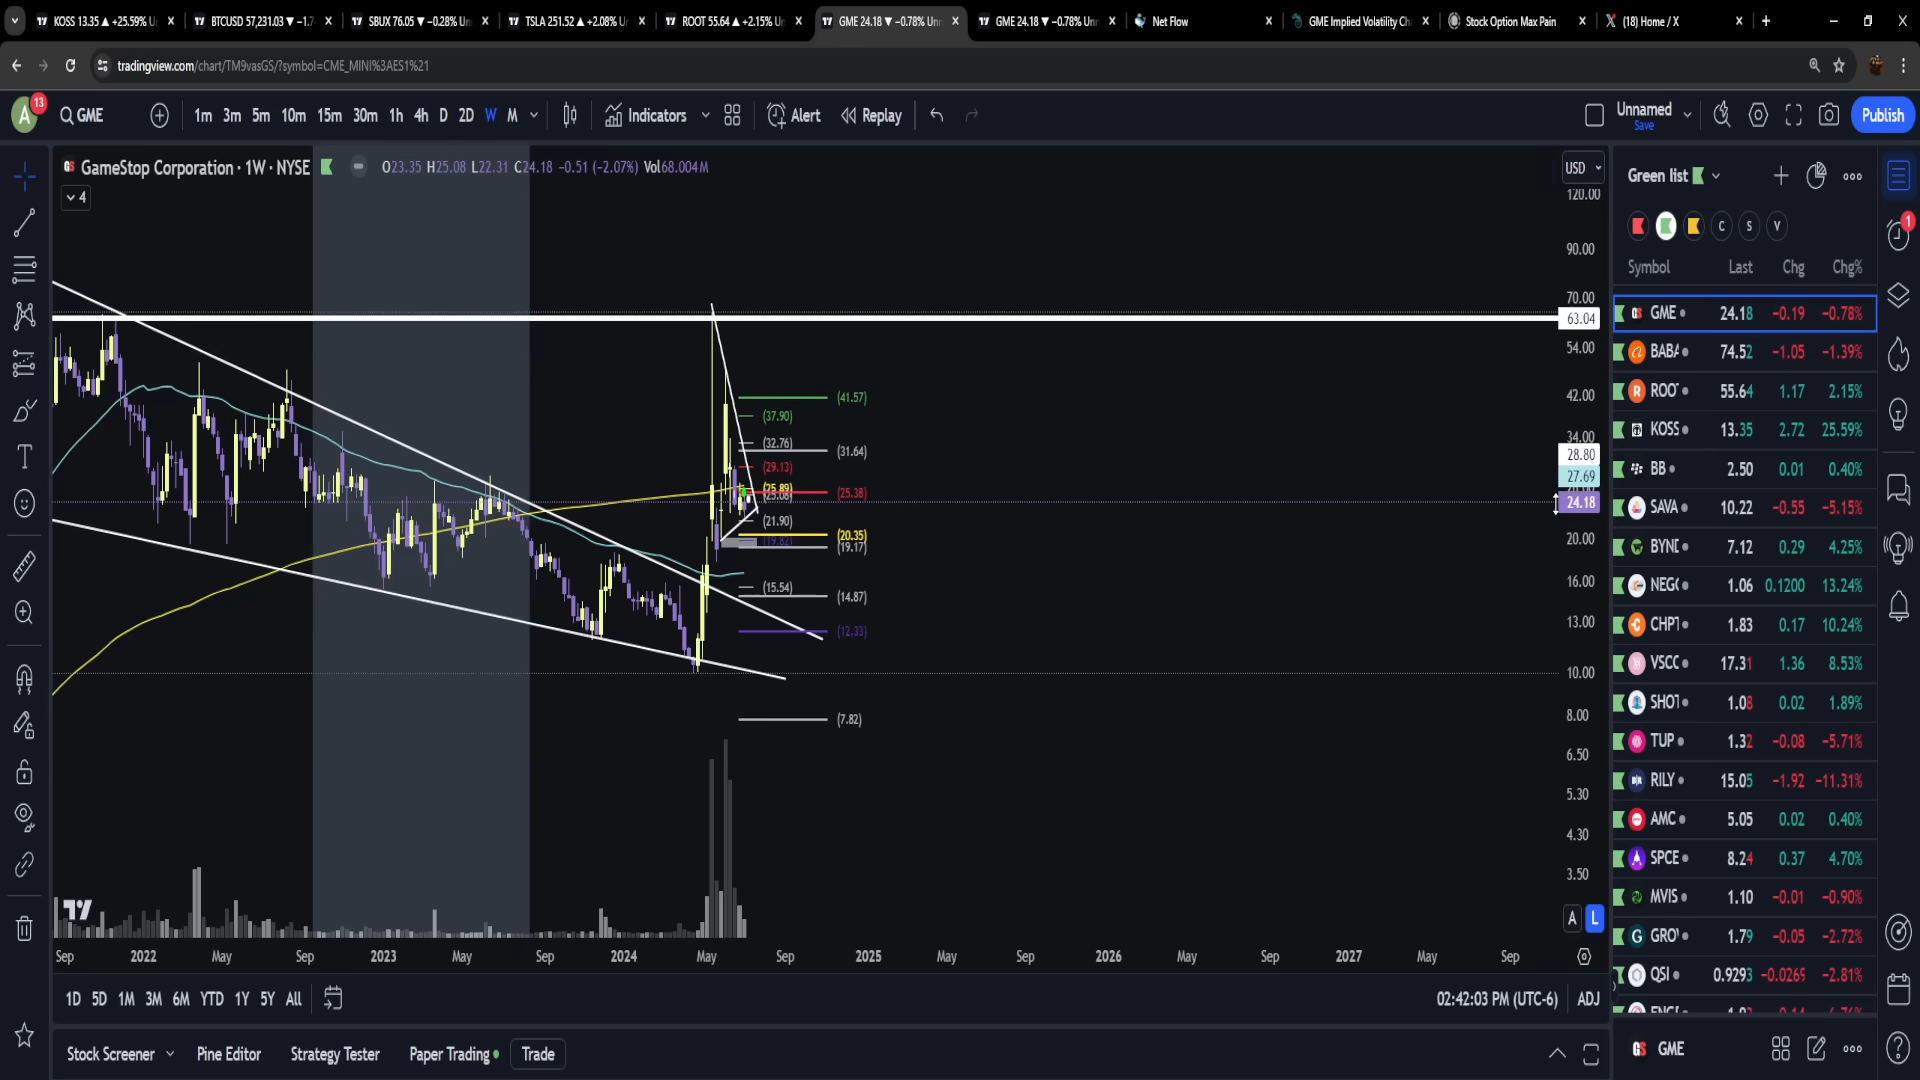 KOSS 13.35 ▲ +25.59% Un
BTCUSD 57,231.03 ▼ −1.7
SBUX 76.05 ▼ −0.28% Un
TSLA 251.52 ▲ +2.08% U
ROOT 55.64 ▲ +2.15% Un
GME 24.18 ▼ −0.78% Unn
GME 24.18 ▼ −0.78% Unn
Net Flow
GME Implied Volatility Ch
Stock Option Max Pain
(18) Home / X
tradingview.com/chart/TM9vasGS/?symbol=CME_MINI%3AES1%21
A 13
GME
1m 3m 5m 10m 15m 30m 1h 4h D 2D W M
Indicators
Alert
Replay
Unnamed
Save
Publish
GameStop Corporation · 1W · NYSE
O23.35 H25.08 L22.31 C24.18 −0.51 (−2.07%) Vol68.004M
4
USD
120.00
90.00
70.00
63.04
54.00
42.00
34.00
28.80
27.69
24.18
20.00
16.00
13.00
10.00
8.00
6.50
5.30
4.30
3.50
(41.57)
(37.90)
(32.76)
(31.64)
(29.13)
(25.89)
(25.38)
(21.90)
(20.35)
(19.82)
(19.17)
(15.54)
(14.87)
(12.33)
(7.82)
A L
Sep 2022 May Sep 2023 May Sep 2024 May Sep 2025 May Sep 2026 May Sep 2027 May Sep
1D 5D 1M 3M 6M YTD 1Y 5Y All
02:42:03 PM (UTC-6) ADJ
Stock Screener
Pine Editor
Strategy Tester
Paper Trading
Trade
Green list
C S V
Symbol Last Chg Chg%
GME 24.18 −0.19 −0.78%
BABA 74.52 −1.05 −1.39%
ROOT 55.64 1.17 2.15%
KOSS 13.35 2.72 25.59%
BB 2.50 0.01 0.40%
SAVA 10.22 −0.55 −5.15%
BYND 7.12 0.29 4.25%
NEGG 1.06 0.1200 13.24%
CHPT 1.83 0.17 10.24%
VSCO 17.31 1.36 8.53%
SHOT 1.08 0.02 1.89%
TUP 1.32 −0.08 −5.71%
RILY 15.05 −1.92 −11.31%
AMC 5.05 0.02 0.40%
SPCE 8.24 0.37 4.70%
MVIS 1.10 −0.01 −0.90%
GROV 1.79 −0.05 −2.72%
QSI 0.9293 −0.0269 −2.81%
GME
1